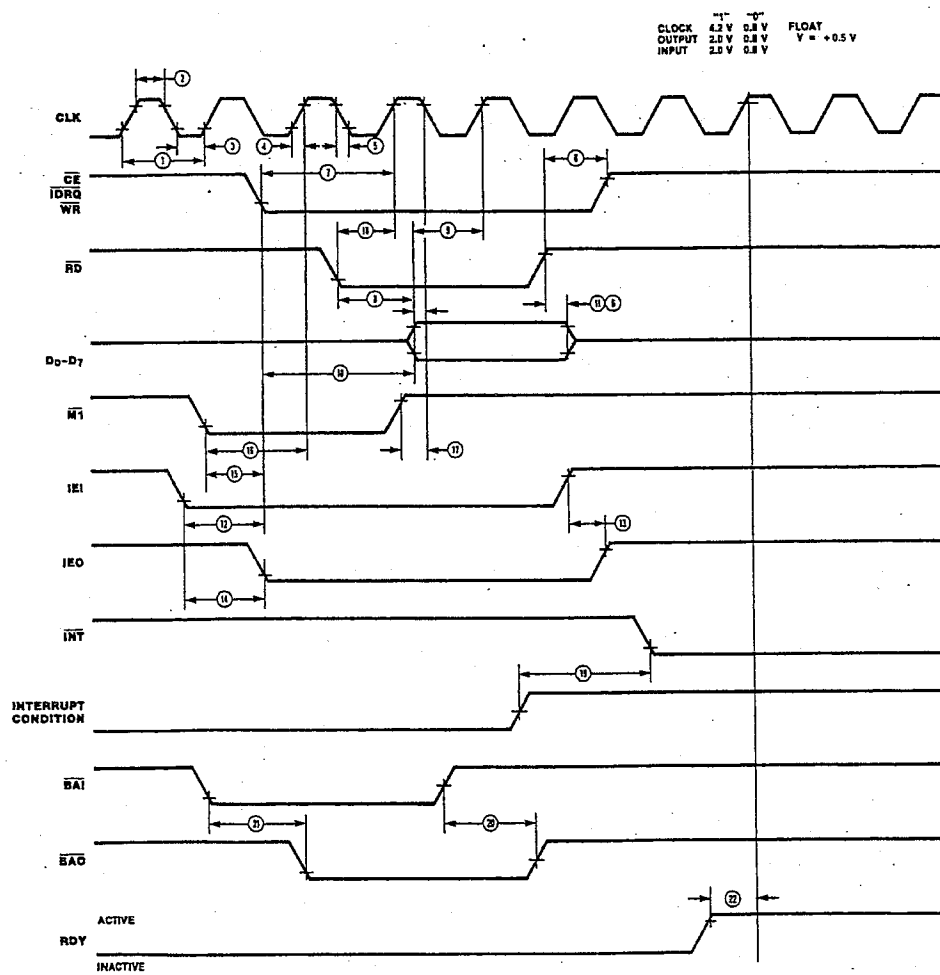 "1" "0"
CLOCK 4.2 V 0.8 V FLOAT
OUTPUT 2.0 V 0.8 V V = +0.5 V
INPUT 2.0 V 0.8 V
2
CLK
3
4
5
1
6
7
CE
IORQ
WR
10
9
RD
8
11 6
D0-D7
18
M1
16
17
15
IEI
12
13
IEO
14
INT
19
INTERRUPT
CONDITION
BAI
21
20
BAO
22
ACTIVE
RDY
INACTIVE